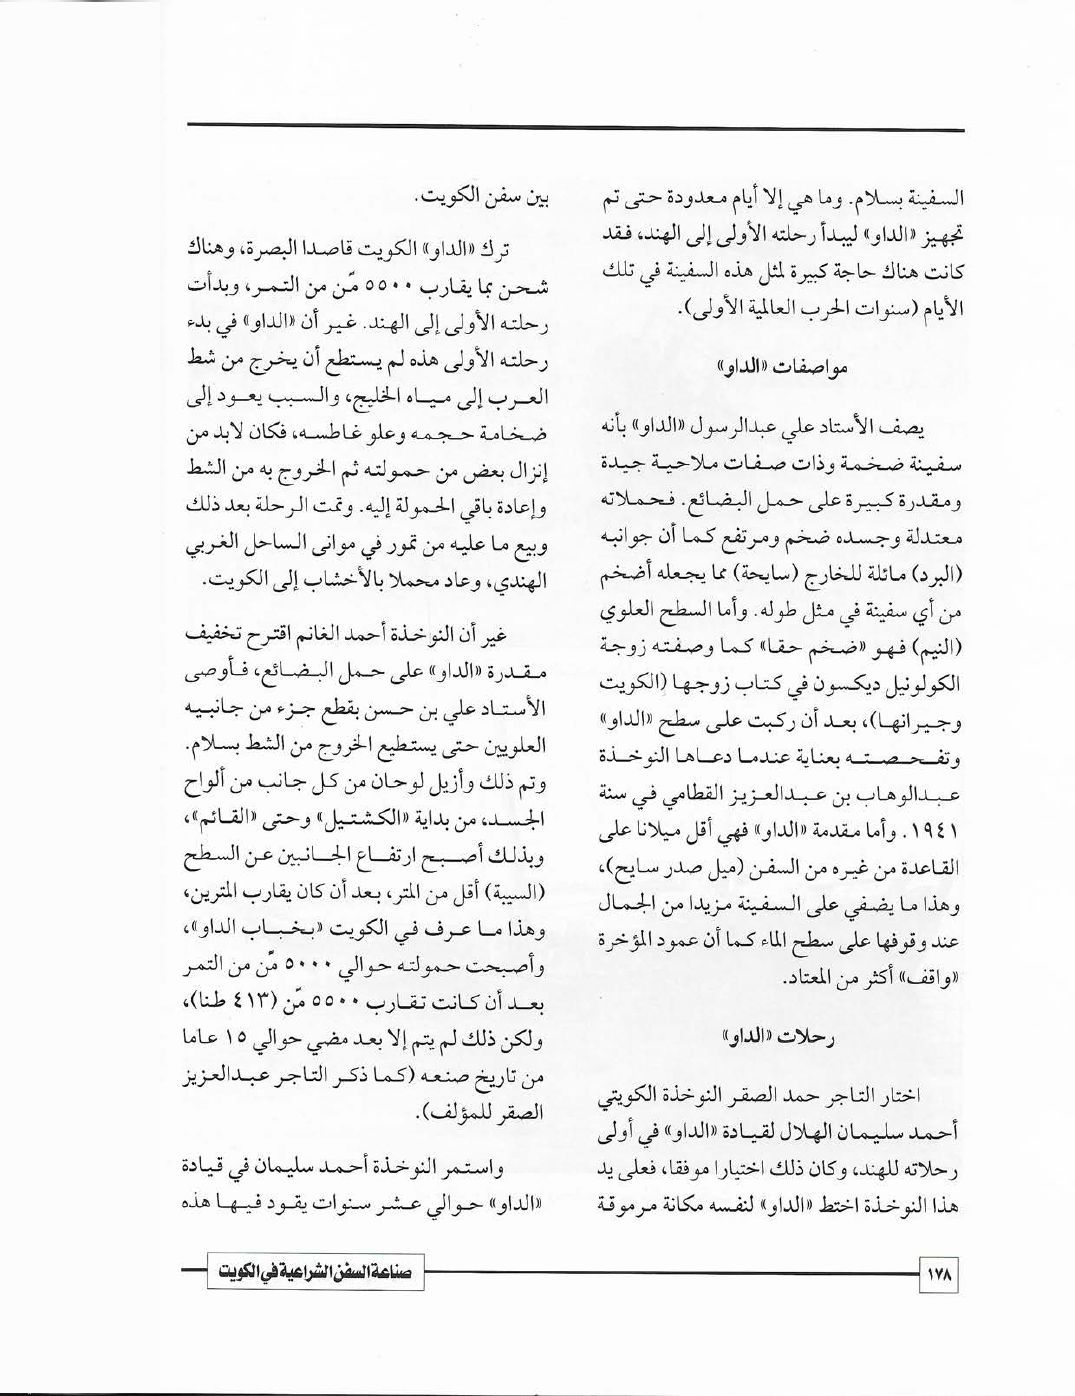 السفينة بسلام. وما هي إلا أيام معدودة حتى تم
تجهيز «الداو» ليبدأ رحلته الأولى إلى الهند، فقد
كانت هناك حاجة كبيرة لمثل هذه السفينة في تلك
الأيام (سنوات الحرب العالمية الأولى).
مواصفات «الداو»
يصف الأستاد علي عبدالرسول «الداو» بأنه
سفينة ضخمة وذات صفات ملاحية جيدة
ومقدرة كبيرة على حمل البضائع. فحملاته
معتدلة وجسده ضخم ومرتفع كما أن جوانبه
(البرد) مائلة للخارج (سايحة) مما يجعله أضخم
من أي سفينة في مثل طوله. وأما السطح العلوي
(النيم) فهو «ضخم حقا» كما وصفته زوجة
الكولونيل ديكسون في كتاب زوجها (الكويت
وجيرانها)، بعد أن ركبت على سطح «الداو»
وتفحصته بعناية عندما دعاها النوخذة
عبدالوهاب بن عبدالعزيز القطامي في سنة
١٩٤١. وأما مقدمة «الداو» فهي أقل ميلانا على
القاعدة من غيره من السفن (ميل صدر سايح)،
وهذا ما يضفي على السفينة مزيدا من الجمال
عند وقوفها على سطح الماء كما أن عمود المؤخرة
«واقف» أكثر من المعتاد.
رحلات «الداو»
اختار التاجر حمد الصقر النوخذة الكويتي
أحمد سليمان الهلال لقيادة «الداو» في أولى
رحلاته للهند، وكان ذلك اختيارا موفقا، فعلى يد
هذا النوخذة اختط «الداو» لنفسه مكانة مرموقة
بين سفن الكويت.
ترك «الداو» الكويت قاصدا البصرة، وهناك
شحن بما يقارب ٥٥٠٠ منّ من التمر، وبدأت
رحلته الأولى إلى الهند. غير أن «الداو» في بدء
رحلته الأولى هذه لم يستطع أن يخرج من شط
العرب إلى مياه الخليج، والسبب يعود إلى
ضخامة حجمه وعلو غاطسه، فكان لابد من
إنزال بعض من حمولته ثم الخروج به من الشط
وإعادة باقي الحمولة إليه. وتمت الرحلة بعد ذلك
وبيع ما عليه من تمور في موانى الساحل الغربي
الهندي، وعاد محملا بالأخشاب إلى الكويت.
غير أن النوخذة أحمد الغانم اقترح تخفيف
مقدرة «الداو» على حمل البضائع، فأوصى
الأستاد علي بن حسن بقطع جزء من جانبيه
العلويين حتى يستطيع الخروج من الشط بسلام.
وتم ذلك وأزيل لوحان من كل جانب من ألواح
الجسد، من بداية «الكشتيل» وحتى «القائم»،
وبذلك أصبح ارتفاع الجانبين عن السطح
(السبية) أقل من المتر، بعد أن كان يقارب المترين،
وهذا ما عرف في الكويت «بخباب الداو»،
وأصبحت حمولته حوالي ٥٠٠٠ منّ من التمر
بعد أن كانت تقارب ٥٥٠٠ منّ (٤١٣ طنا)،
ولكن ذلك لم يتم إلا بعد مضي حوالي ١٥ عاما
من تاريخ صنعه (كما ذكر التاجر عبدالعزيز
الصقر للمؤلف).
واستمر النوخذة أحمد سليمان في قيادة
«الداو» حوالي عشر سنوات يقود فيها هذه
١٧٨
صناعة السفن الشراعية في الكويت